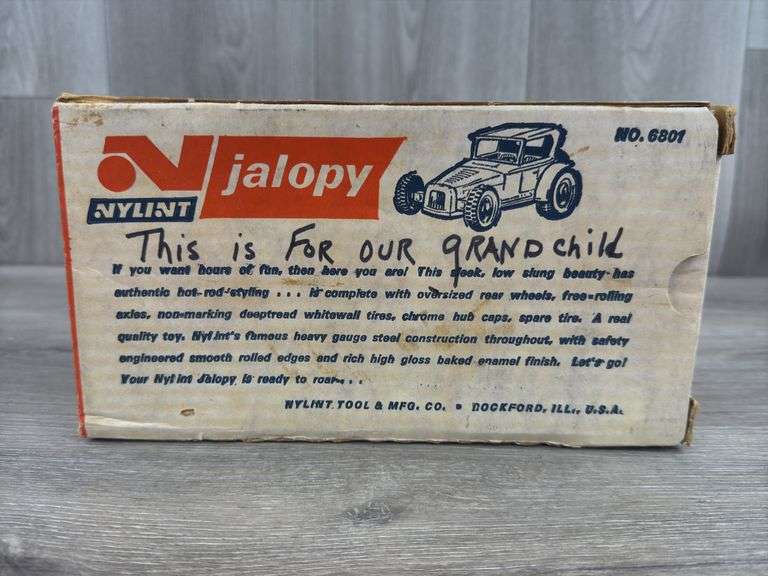 NYLINT
jalopy
NO. 6801
This is FOR OUR GRANDchild
If you want hours of fun, then here you are! This sleek, low slung beauty has
authentic hot-rod styling . . . is complete with oversized rear wheels, free-rolling
axles, non-marking deeptread whitewall tires, chrome hub caps, spare tire. A real
quality toy. Nylint's famous heavy gauge steel construction throughout, with safety
engineered smooth rolled edges and rich high gloss baked enamel finish. Let's go!
Your Nylint Jalopy is ready to roar . . .
NYLINT TOOL & MFG. CO. • ROCKFORD, ILL., U.S.A.